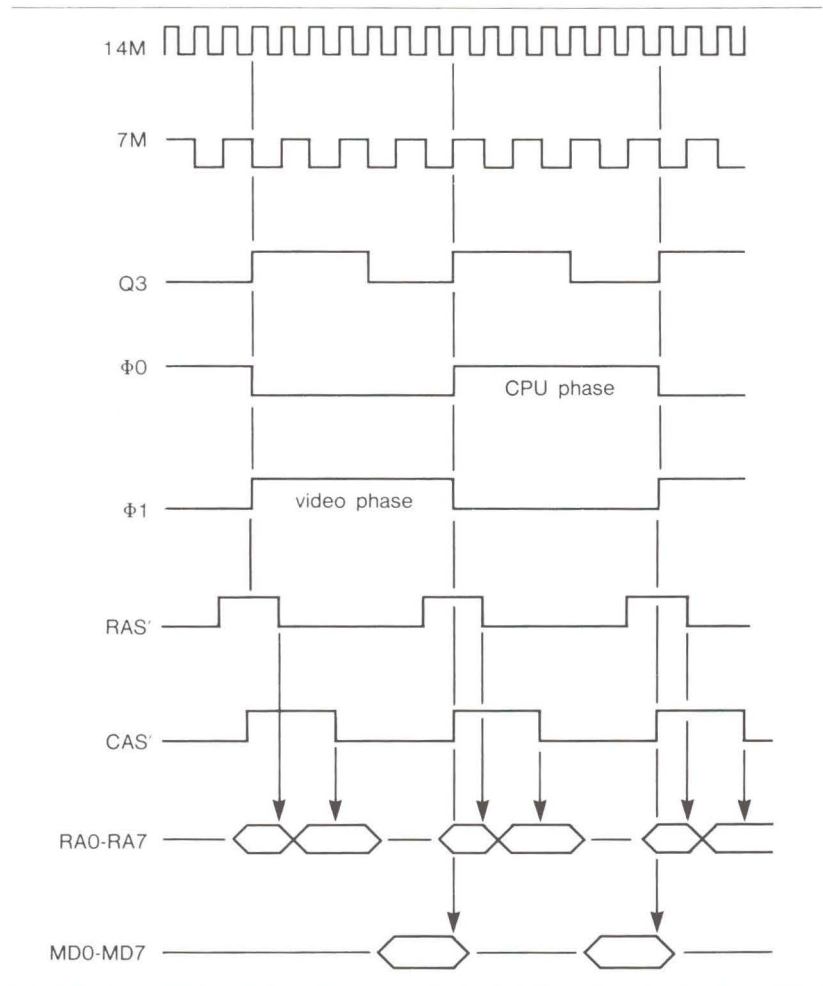 14M
7M
Q3
Φ0
CPU phase
video phase
Φ1
RAS′
CAS′
RA0-RA7
MD0-MD7